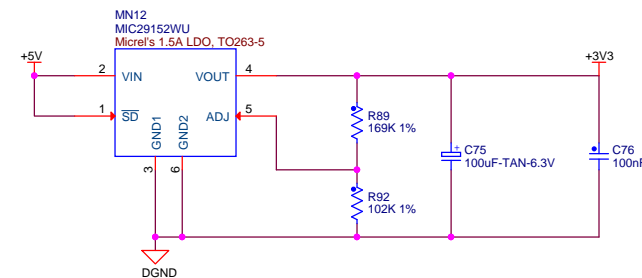 MN12
MIC29152WU
Micrel's 1.5A LDO, TO263-5
+5V
+3V3
2
VIN
VOUT
4
1
SD
ADJ
5
GND1
GND2
3
6
R89
169K 1%
C75
100uF-TAN-6.3V
C76
100nF
R92
102K 1%
DGND